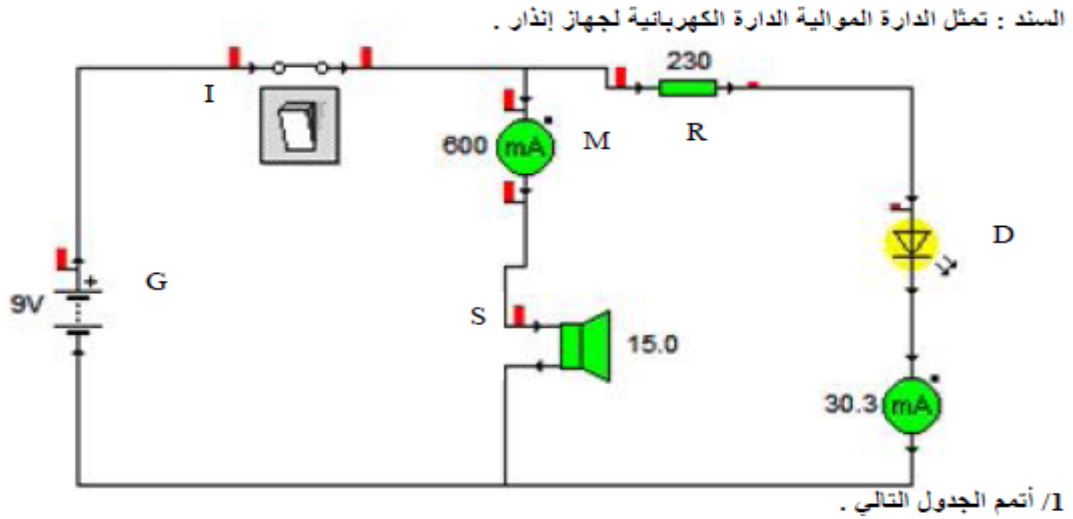 السند : تمثل الدارة الموالية الدارة الكهربائية لجهاز إنذار .
230
I
R
600 mA
M
D
G
+
9V
S
15.0
30.3 mA
1/ أتمم الجدول التالي .